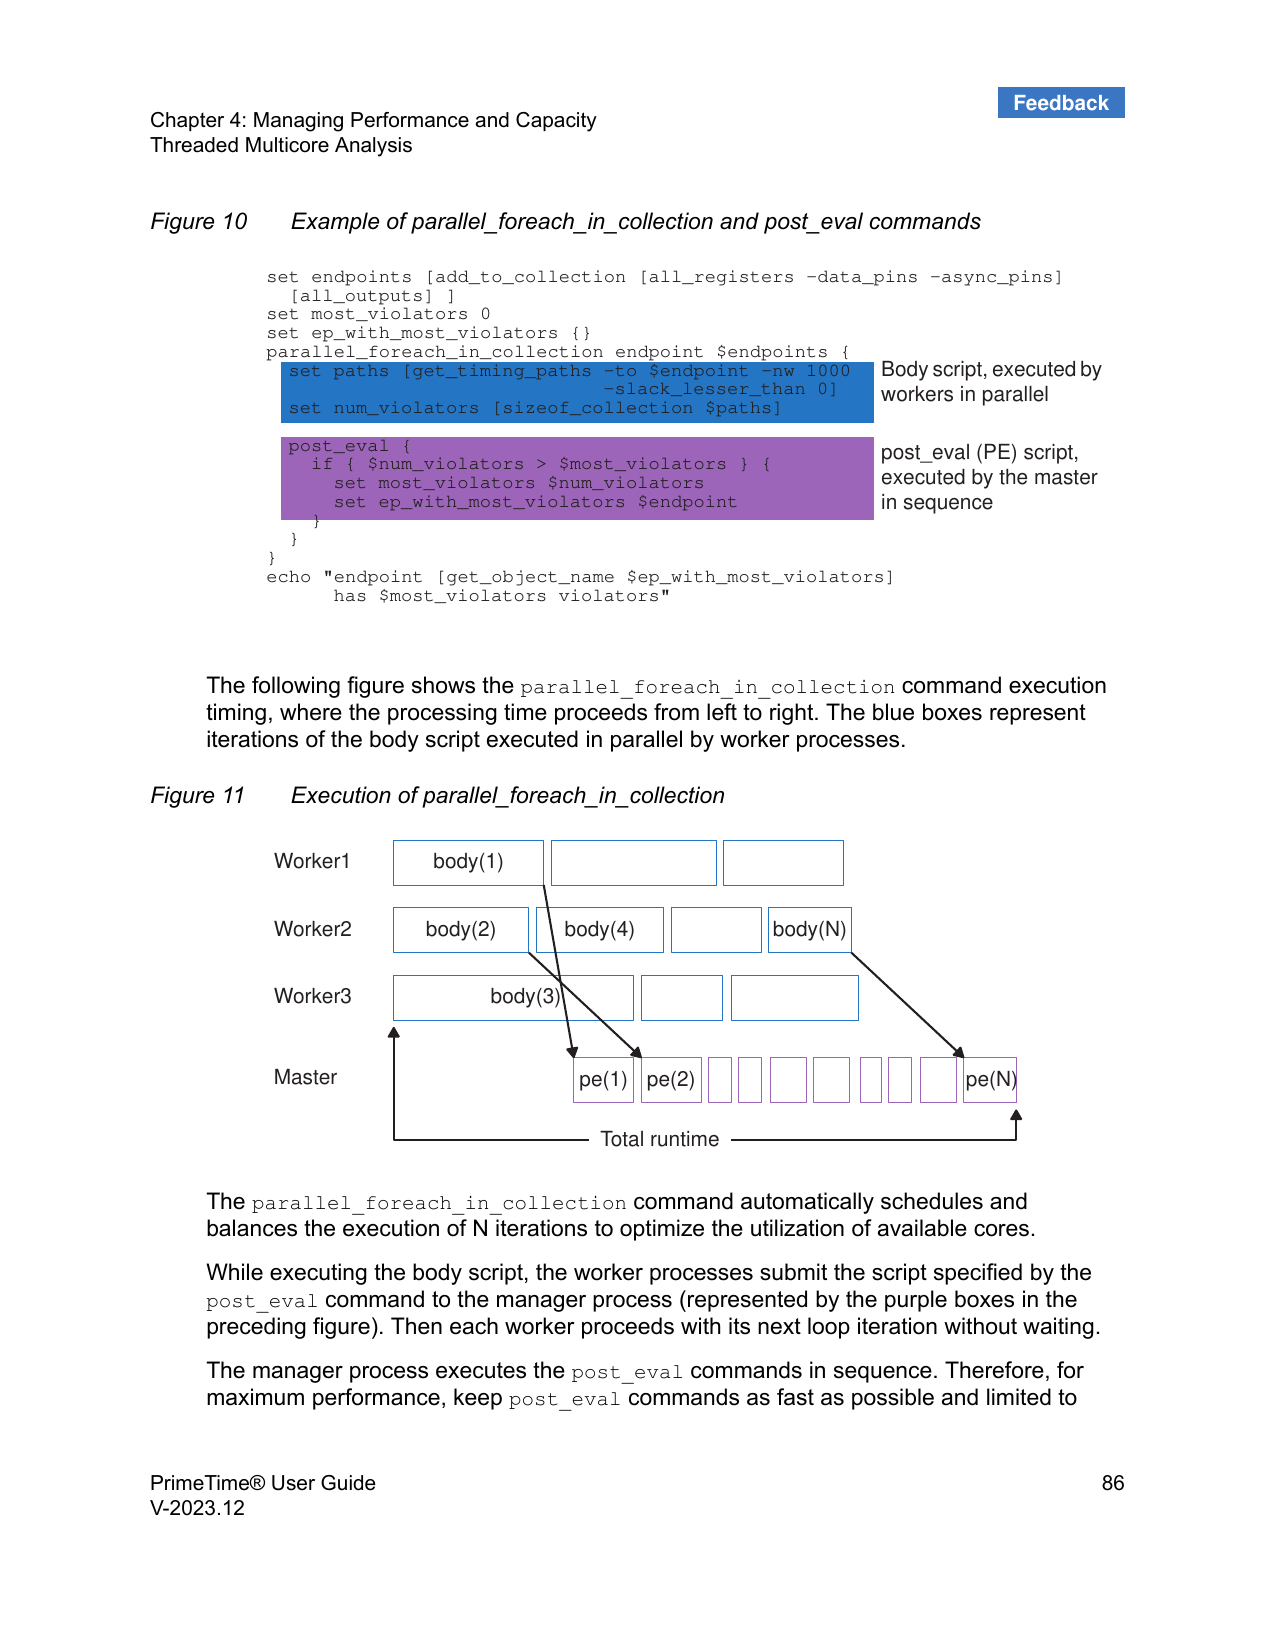 Feedback
Chapter 4: Managing Performance and Capacity
Threaded Multicore Analysis
Figure 10 Example of parallel_foreach_in_collection and post_eval commands
set endpoints [add_to_collection [all_registers -data_pins -async_pins]
[all_outputs] ]
set most_violators 0
set ep_with_most_violators {}
parallel_foreach_in_collection endpoint $endpoints {
set paths [get_timing_paths -to $endpoint -nw 1000
-slack_lesser_than 0]
set num_violators [sizeof_collection $paths]
Body script, executed by
workers in parallel
post_eval {
if { $num_violators > $most_violators } {
set most_violators $num_violators
set ep_with_most_violators $endpoint
}
}
}
post_eval (PE) script,
executed by the master
in sequence
echo "endpoint [get_object_name $ep_with_most_violators]
has $most_violators violators"
The following figure shows the parallel_foreach_in_collection command execution
timing, where the processing time proceeds from left to right. The blue boxes represent
iterations of the body script executed in parallel by worker processes.
Figure 11 Execution of parallel_foreach_in_collection
Worker1 body(1)
Worker2 body(2) body(4) body(N)
Worker3 body(3)
Master pe(1) pe(2) pe(N)
Total runtime
The parallel_foreach_in_collection command automatically schedules and
balances the execution of N iterations to optimize the utilization of available cores.
While executing the body script, the worker processes submit the script specified by the
post_eval command to the manager process (represented by the purple boxes in the
preceding figure). Then each worker proceeds with its next loop iteration without waiting.
The manager process executes the post_eval commands in sequence. Therefore, for
maximum performance, keep post_eval commands as fast as possible and limited to
PrimeTime® User Guide 86
V-2023.12